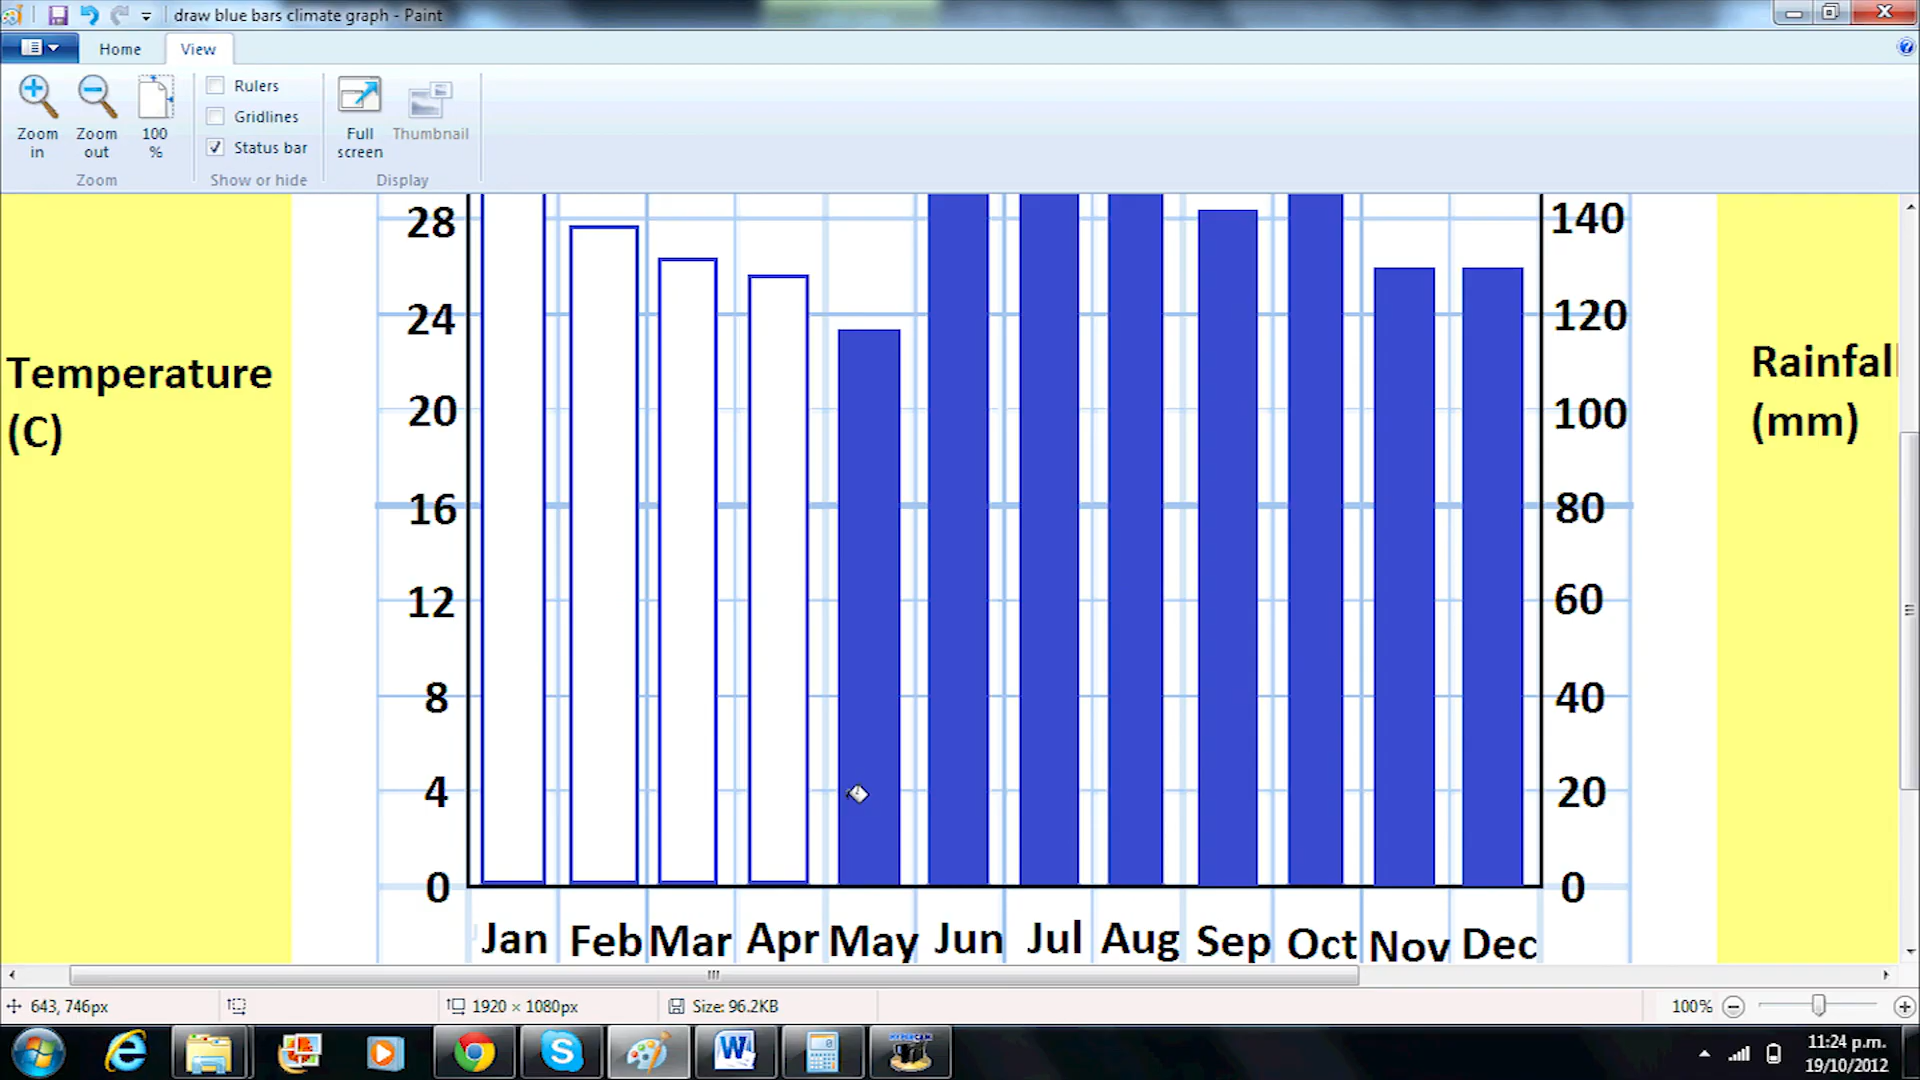 draw blue bars climate graph - Paint
Home
View
Zoom in
Zoom out
100 %
Rulers
Gridlines
Status bar
Full screen
Thumbnail
Zoom
Show or hide
Display
28
24
20
16
12
8
4
0
Temperature
(C)
140
120
100
80
60
40
20
0
Rainfall
(mm)
Jan Feb Mar Apr May Jun Jul Aug Sep Oct Nov Dec
643, 746px
1920 × 1080px
Size: 96.2KB
100%
11:24 p.m.
19/10/2012